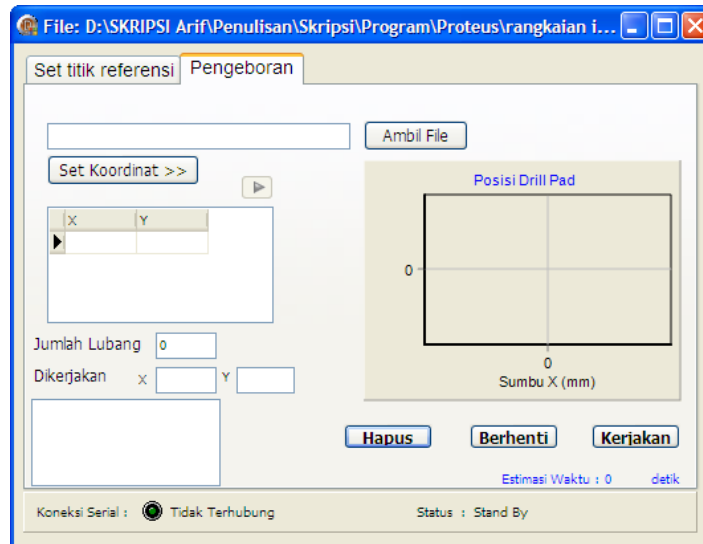 File: D:\SKRIPSI Arif\Penulisan\Skripsi\Program\Proteus\rangkaian i...
Set titik referensi Pengeboran
Ambil File
Set Koordinat >>
Posisi Drill Pad
X Y
0
0
Sumbu X (mm)
Jumlah Lubang 0
Dikerjakan X Y
Hapus Berhenti Kerjakan
Estimasi Waktu : 0 detik
Koneksi Serial : Tidak Terhubung Status : Stand By